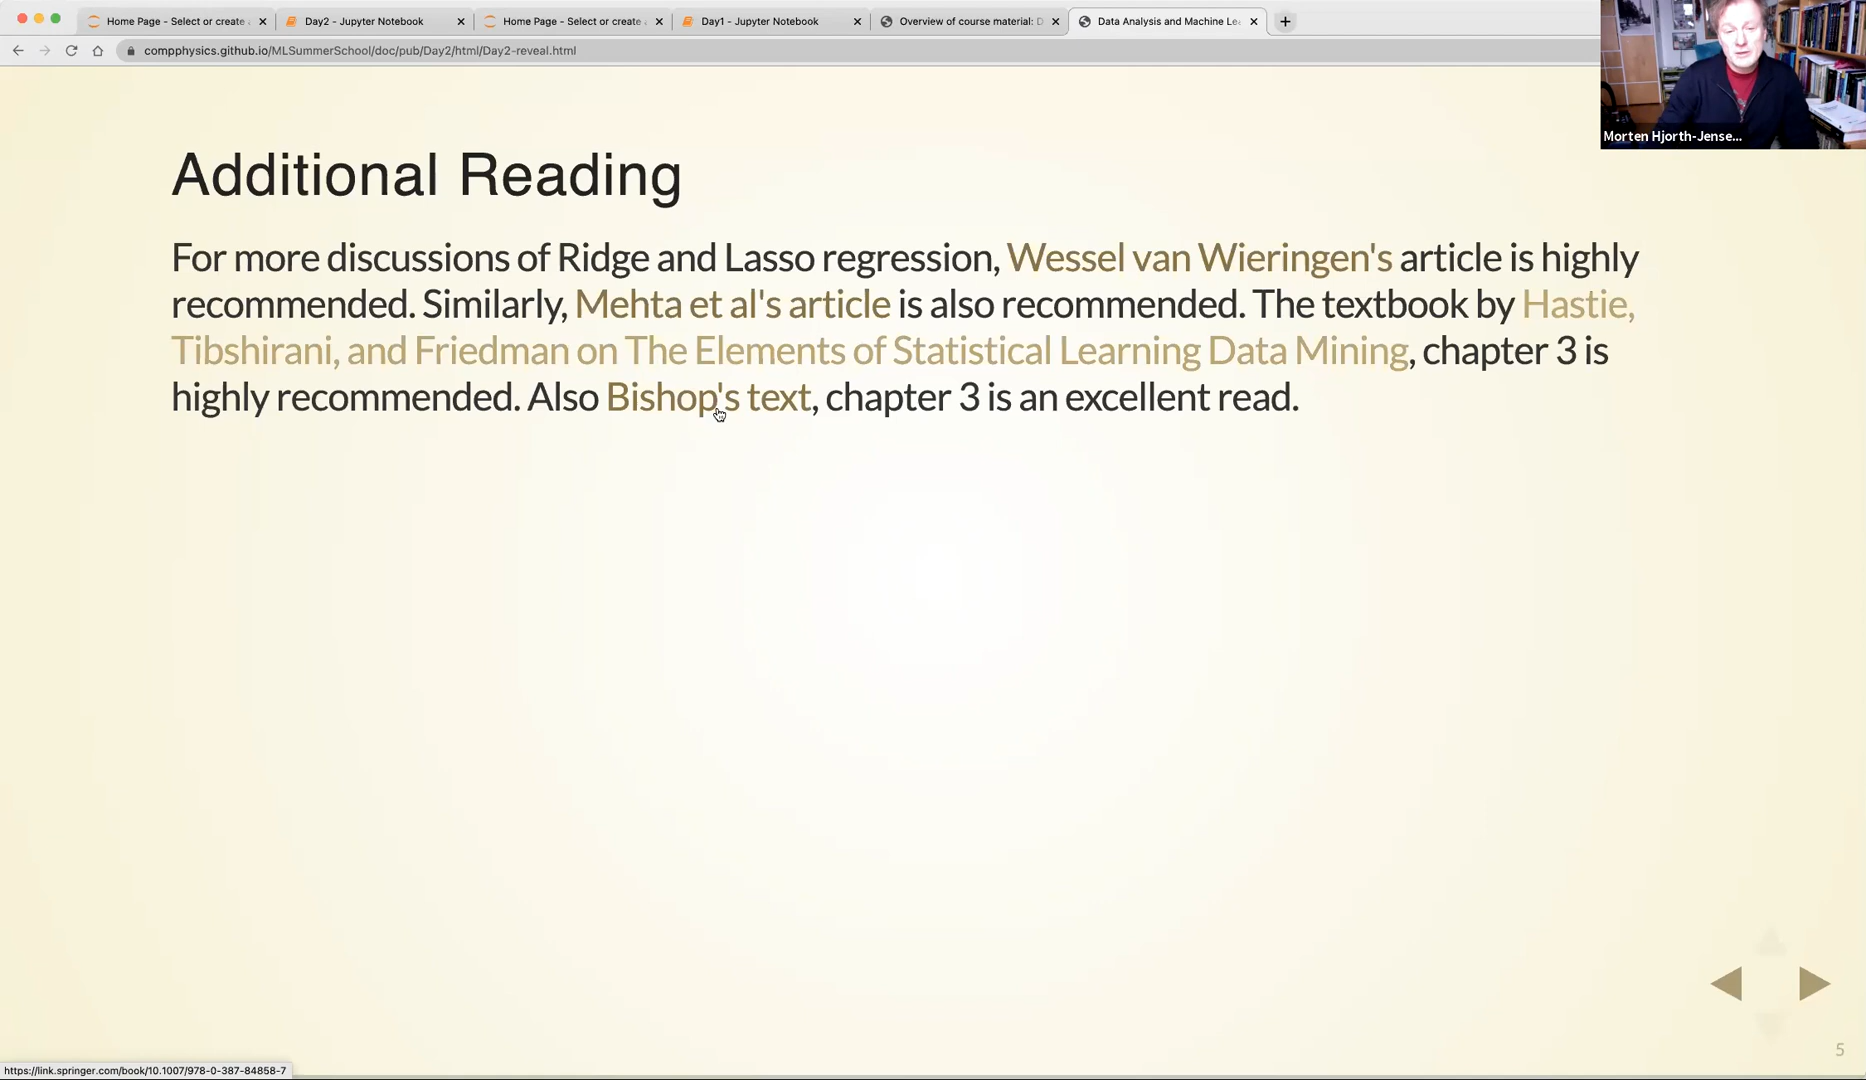 Home Page - Select or create a
Day2 - Jupyter Notebook
Home Page - Select or create a
Day1 - Jupyter Notebook
Overview of course material: D
Data Analysis and Machine Lea
compphysics.github.io/MLSummerSchool/doc/pub/Day2/html/Day2-reveal.html
Morten Hjorth-Jense...
Additional Reading
For more discussions of Ridge and Lasso regression, Wessel van Wieringen's article is highly
recommended. Similarly, Mehta et al's article is also recommended. The textbook by Hastie,
Tibshirani, and Friedman on The Elements of Statistical Learning Data Mining, chapter 3 is
highly recommended. Also Bishop's text, chapter 3 is an excellent read.
5
https://link.springer.com/book/10.1007/978-0-387-84858-7